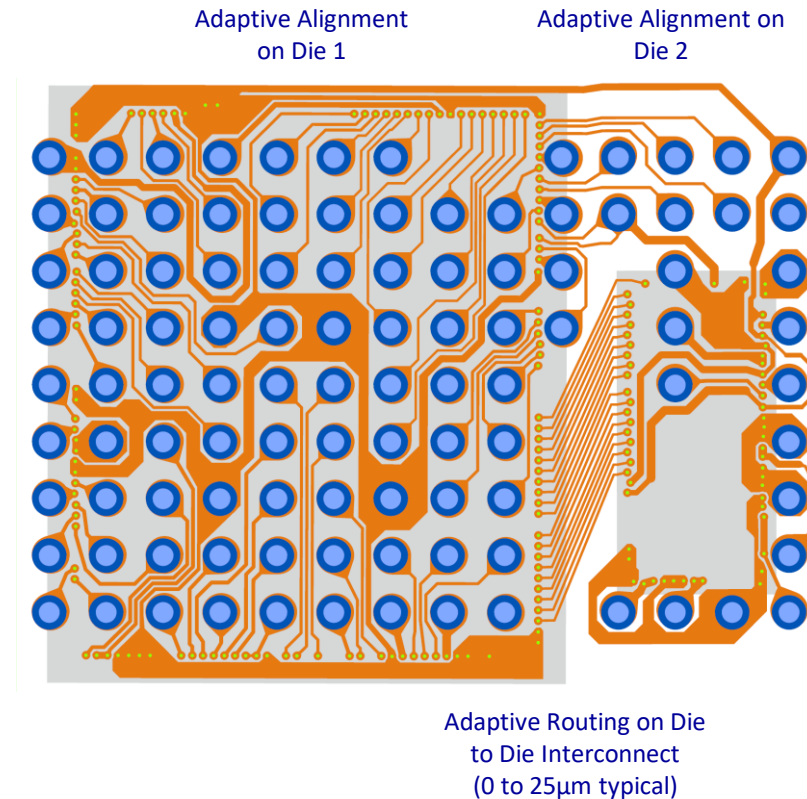 Adaptive Alignment
on Die 1
Adaptive Alignment on
Die 2
Adaptive Routing on Die
to Die Interconnect
(0 to 25µm typical)